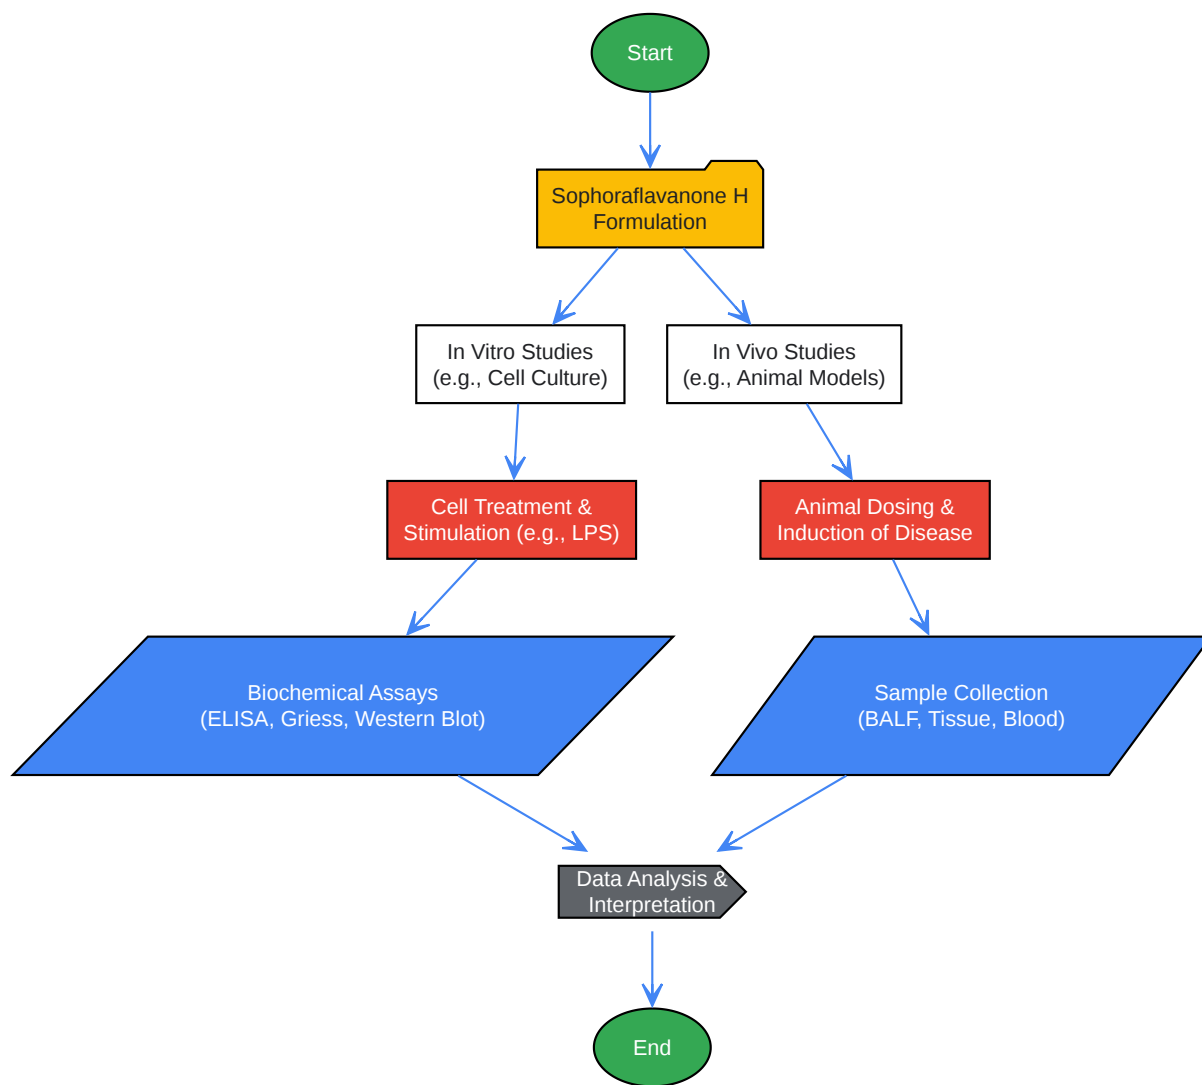 Start
Sophoraflavanone H
Formulation
In Vitro Studies
(e.g., Cell Culture)
In Vivo Studies
(e.g., Animal Models)
Cell Treatment &
Stimulation (e.g., LPS)
Animal Dosing &
Induction of Disease
Biochemical Assays
(ELISA, Griess, Western Blot)
Sample Collection
(BALF, Tissue, Blood)
Data Analysis &
Interpretation
End